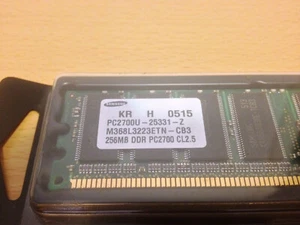 SAMSUNG
KR H 0515
PC2700U-25331-Z
M368L3223ETN-CB3
256MB DDR PC2700 CL2.5